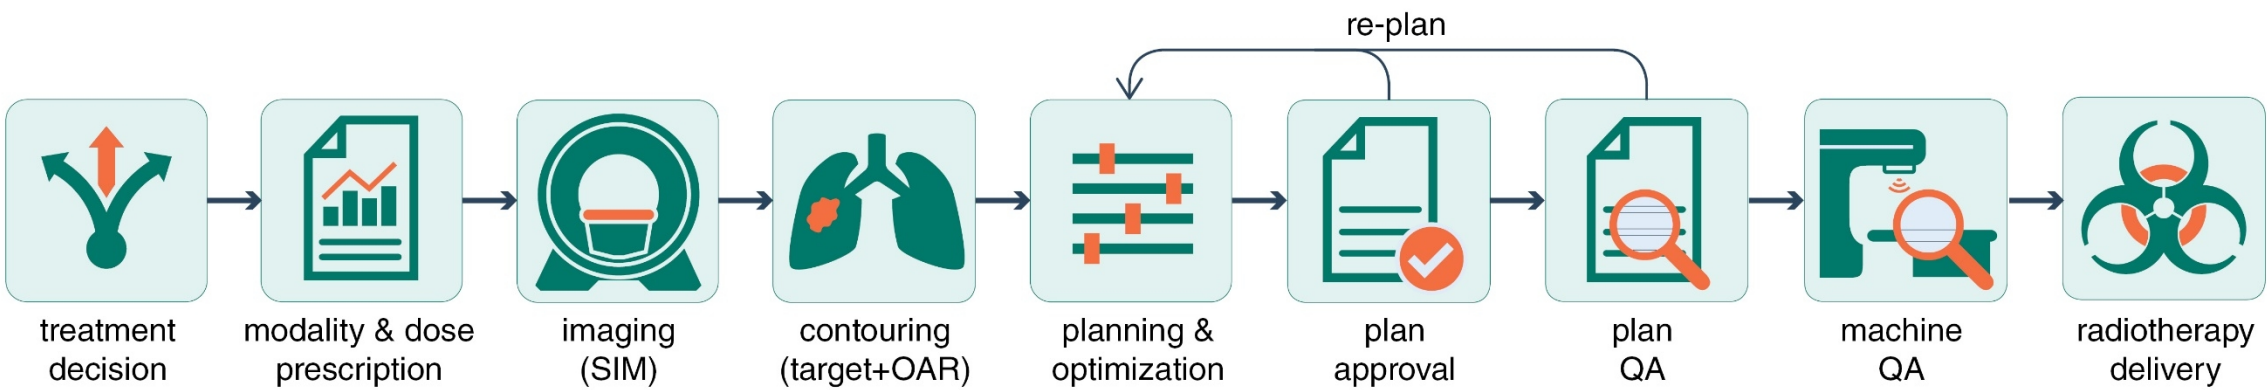 re-plan
treatment
decision
modality & dose
prescription
imaging
(SIM)
contouring
(target+OAR)
planning &
optimization
plan
approval
plan
QA
machine
QA
radiotherapy
delivery